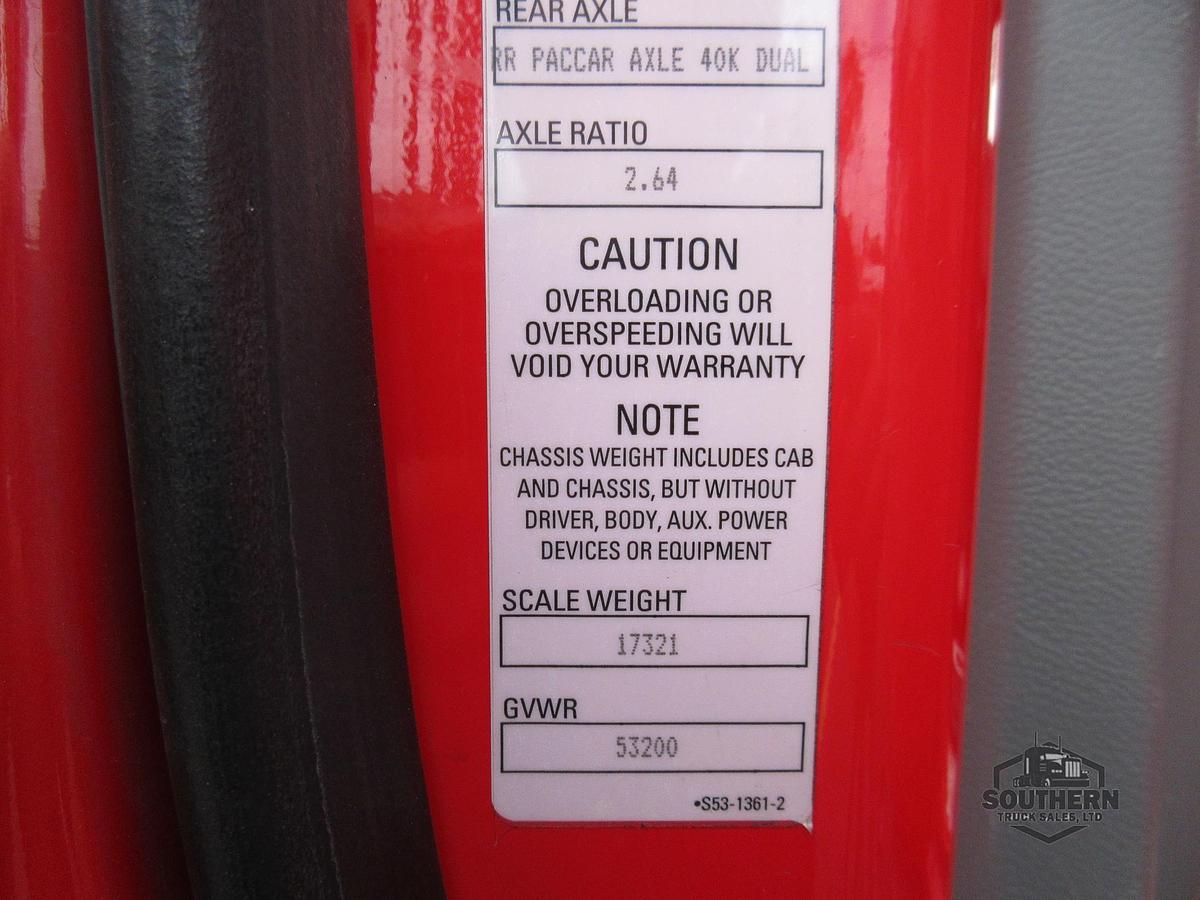 REAR AXLE
RR PACCAR AXLE 40K DUAL
AXLE RATIO
2.64
CAUTION
OVERLOADING OR
OVERSPEEDING WILL
VOID YOUR WARRANTY
NOTE
CHASSIS WEIGHT INCLUDES CAB
AND CHASSIS, BUT WITHOUT
DRIVER, BODY, AUX. POWER
DEVICES OR EQUIPMENT
SCALE WEIGHT
17321
GVWR
53200
•S53-1361-2
SOUTHERN
TRUCK SALES, LTD